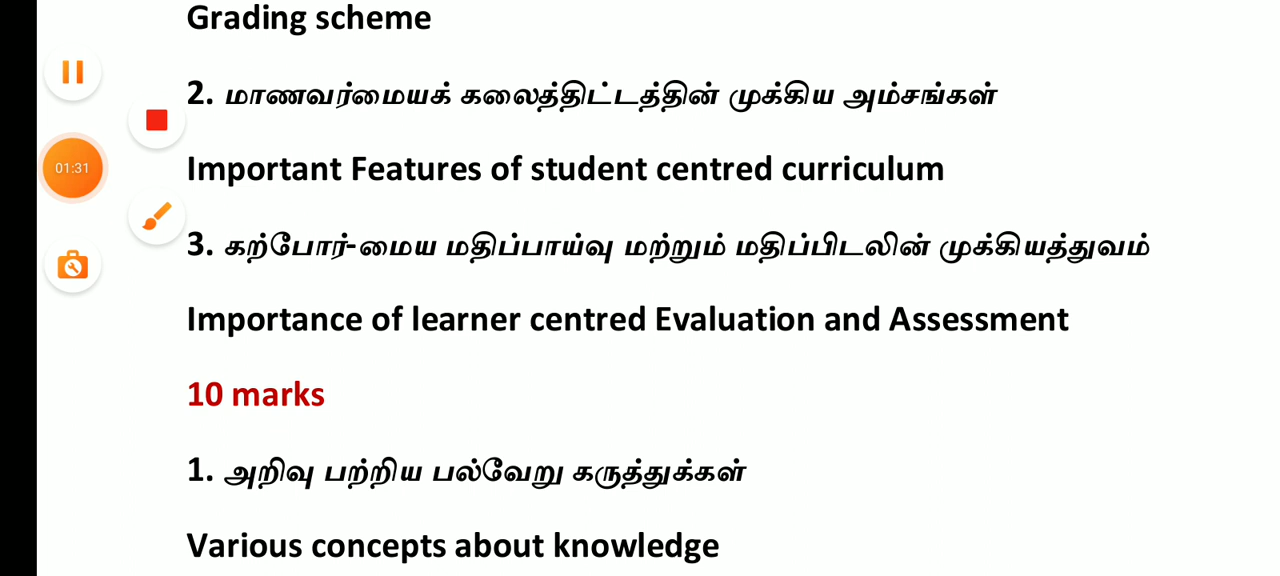 Grading scheme
2. மாணவர்மையக் கலைத்திட்டத்தின் முக்கிய அம்சங்கள்
01:31
Important Features of student centred curriculum
3. கற்போர்-மைய மதிப்பாய்வு மற்றும் மதிப்பிடலின் முக்கியத்துவம்
Importance of learner centred Evaluation and Assessment
10 marks
1. அறிவு பற்றிய பல்வேறு கருத்துக்கள்
Various concepts about knowledge